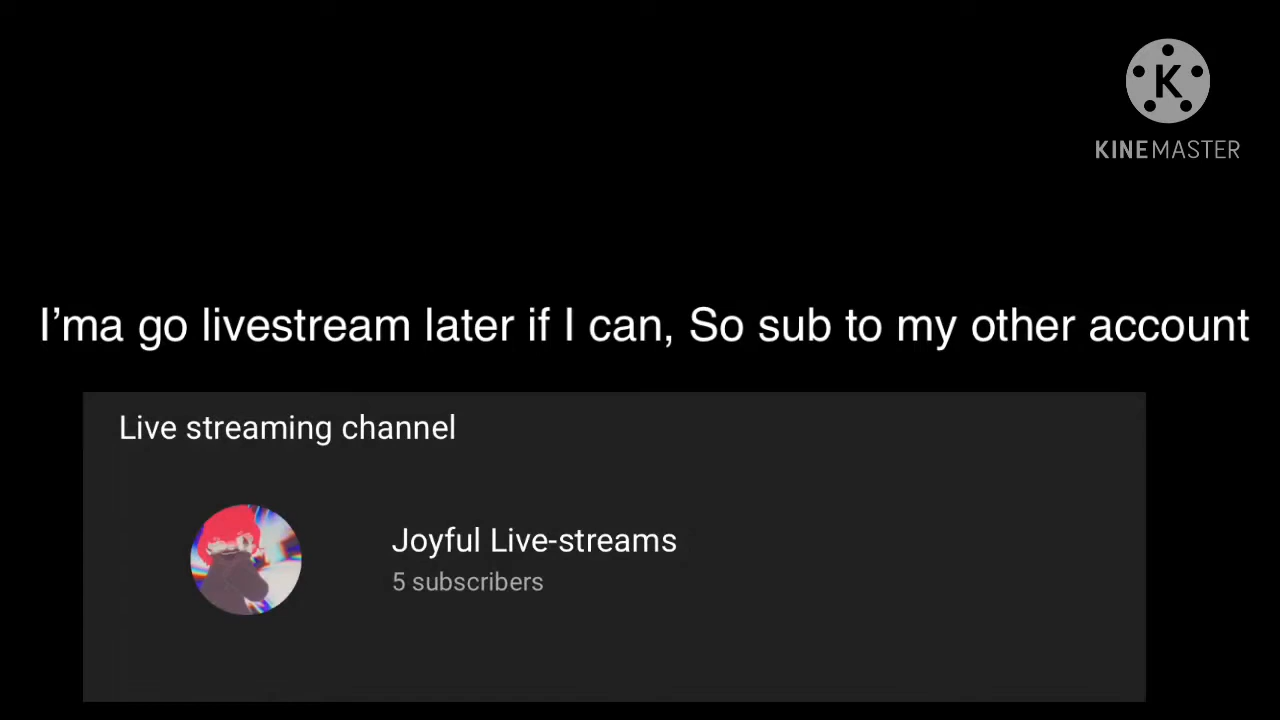 K
KINEMASTER
I’ma go livestream later if I can, So sub to my other account
Live streaming channel
Joyful Live-streams
5 subscribers